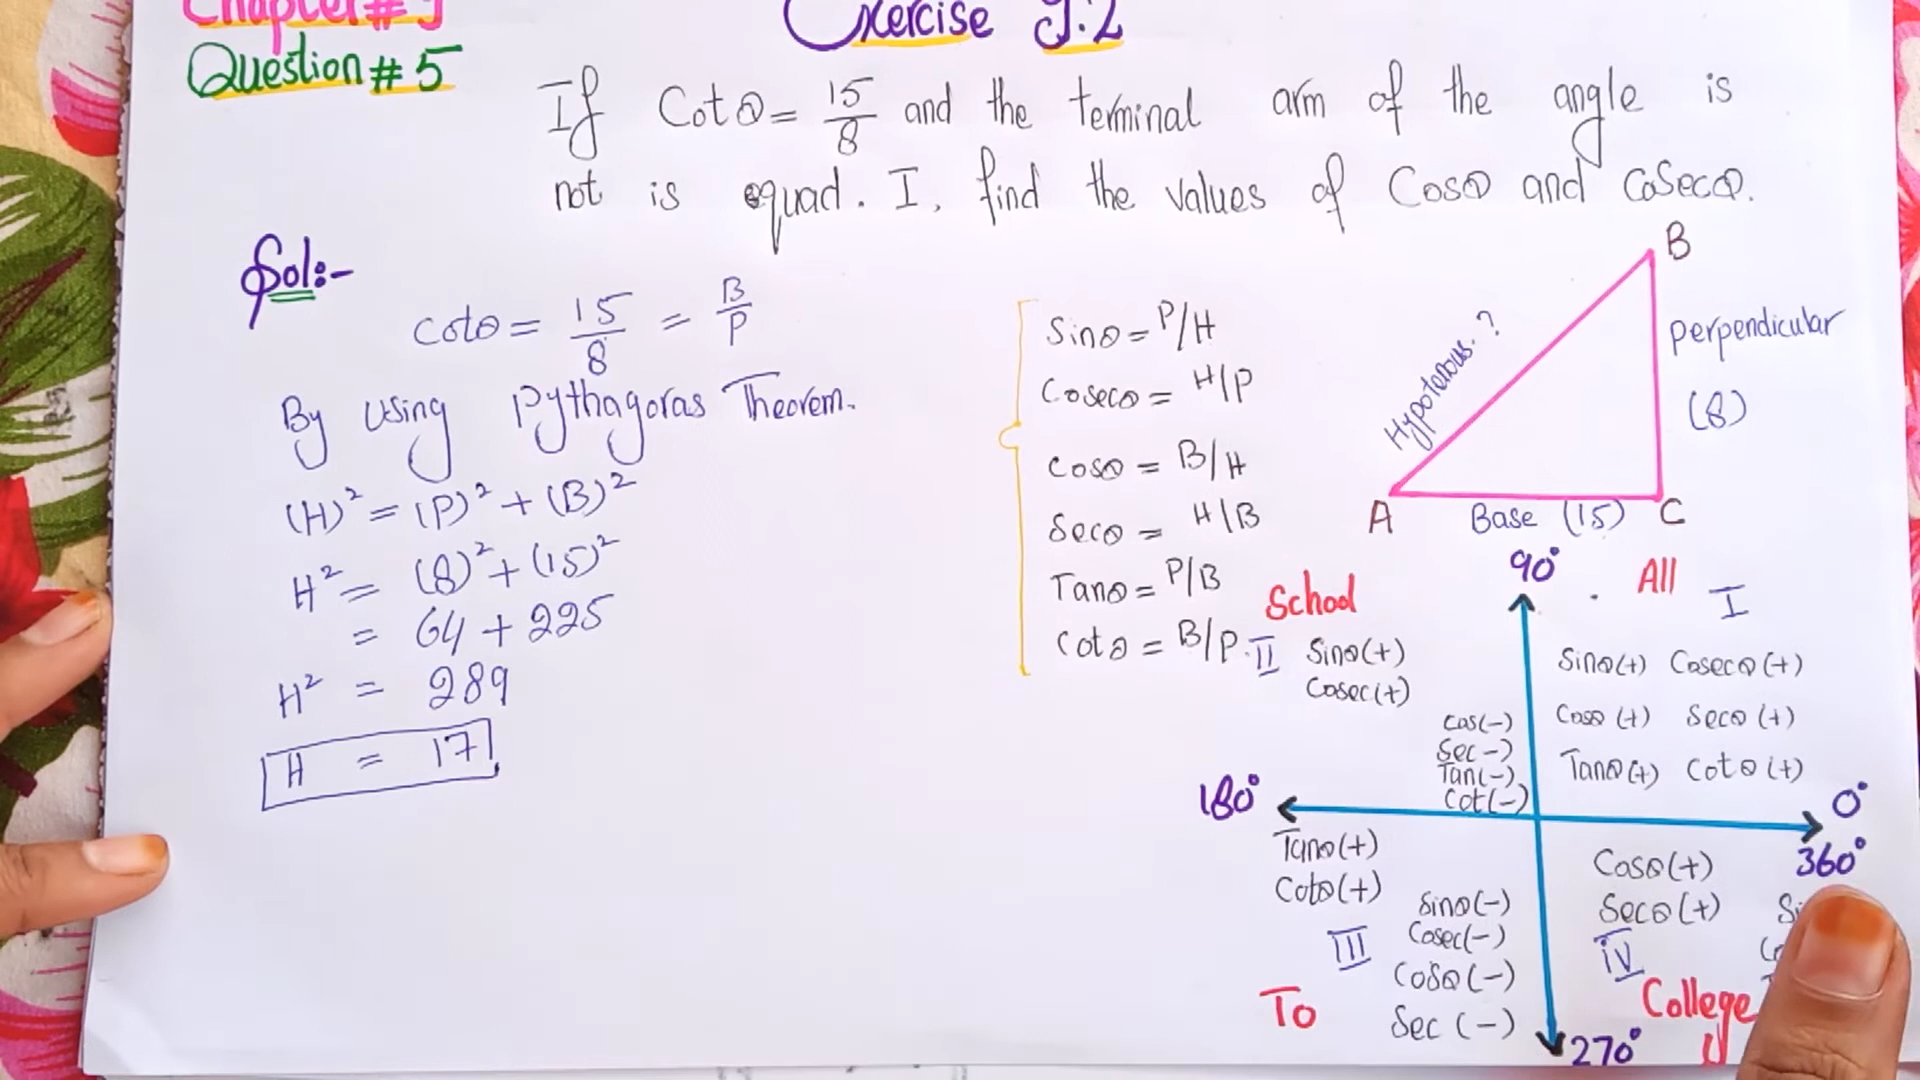 Chapter # 9
Exercise 9.2
Question # 5
If Cotθ = 15/8 and the terminal arm of the angle is
not is quad. I, find the values of Cosθ and CoSecθ.
Sol:-
Cotθ = 15/8 = B/P
By using Pythagoras Theorem.
(H)² = (P)² + (B)²
H² = (8)² + (15)²
= 64 + 225
H² = 289
H = 17
Sinθ = P/H
Cosecθ = H/P
Cosθ = B/H
Secθ = H/B
Tanθ = P/B
Cotθ = B/P.
B
Hypotenous. ?
Perpendicular
(8)
A
Base (15)
C
90°
School
All
I
II
Sinθ(+)
Cosec(+)
Cos(-)
Sec-)
Tan(-)
Cot(-)
Sinθ(+) Cosecθ(+)
Cosθ(+) Secθ(+)
Tanθ(+) Cotθ(+)
180°
0°
360°
Tanθ(+)
Cotθ(+)
Sinθ(-)
Cosec(-)
Cosθ(-)
Sec (-)
III
To
Cosθ(+)
Secθ(+)
iv
College
270°